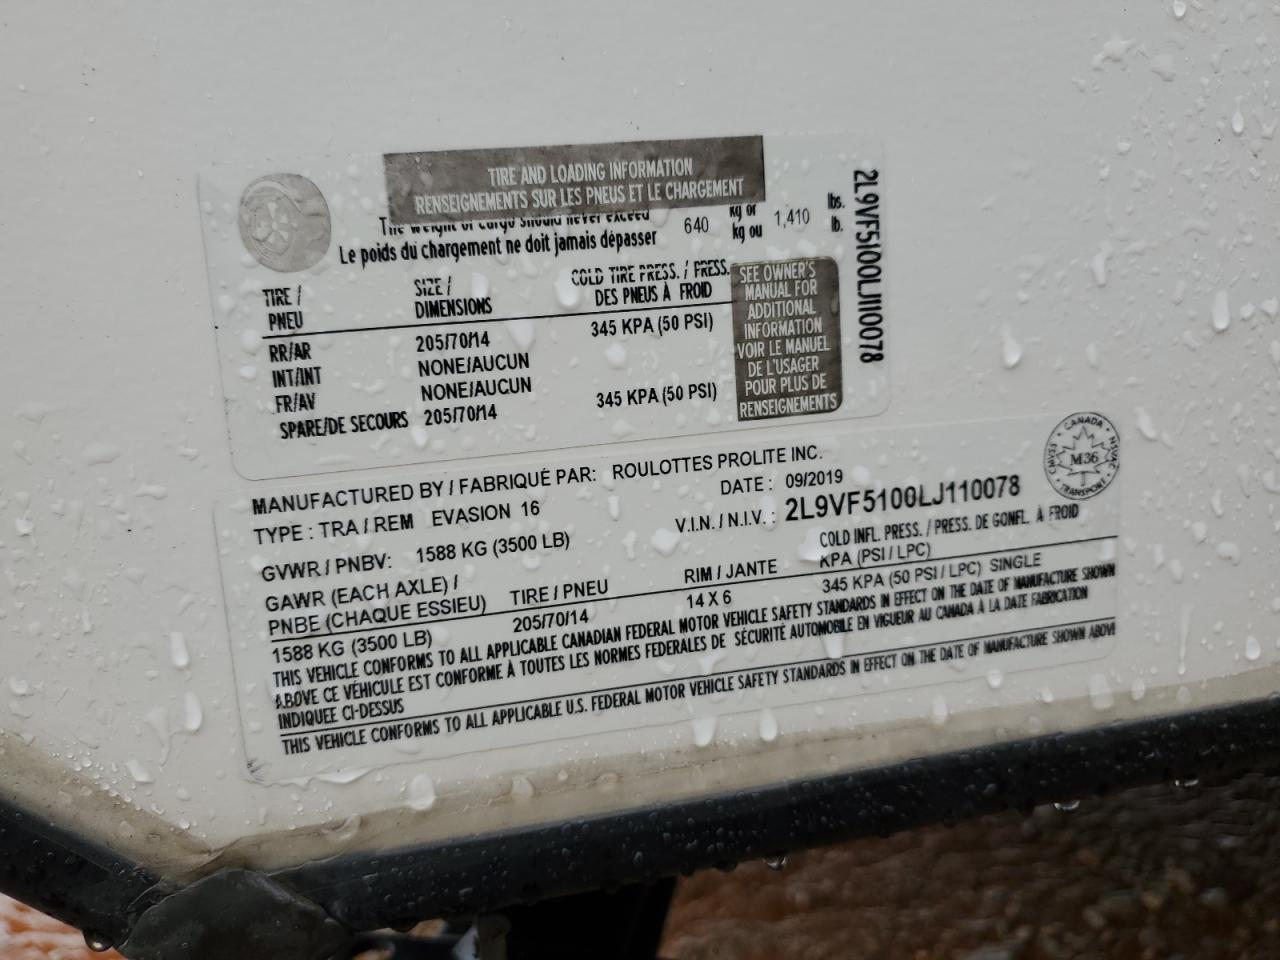 TIRE AND LOADING INFORMATION
RENSEIGNEMENTS SUR LES PNEUS ET LE CHARGEMENT
The weight of cargo should never exceed 640 kg or 1,410 lbs.
Le poids du chargement ne doit jamais dépasser kg ou lb.
TIRE / SIZE / COLD TIRE PRESS. / PRESS.
PNEU DIMENSIONS DES PNEUS À FROID
RR/AR 205/70/14 345 KPA (50 PSI)
INT/INT NONE/AUCUN
FR/AV NONE/AUCUN
SPARE/DE SECOURS 205/70/14 345 KPA (50 PSI)
SEE OWNER'S
MANUAL FOR
ADDITIONAL
INFORMATION
VOIR LE MANUEL
DE L'USAGER
POUR PLUS DE
RENSEIGNEMENTS
2L9VF5100LJ110078
MANUFACTURED BY / FABRIQUÉ PAR: ROULOTTES PROLITE INC.
TYPE : TRA / REM EVASION 16 DATE : 09/2019
V.I.N. / N.I.V. : 2L9VF5100LJ110078
GVWR / PNBV: 1588 KG (3500 LB)
GAWR (EACH AXLE) / COLD INFL. PRESS. / PRESS. DE GONFL. À FROID
PNBE (CHAQUE ESSIEU) TIRE / PNEU RIM / JANTE KPA (PSI / LPC)
1588 KG (3500 LB) 205/70/14 14 X 6 345 KPA (50 PSI / LPC) SINGLE
THIS VEHICLE CONFORMS TO ALL APPLICABLE CANADIAN FEDERAL MOTOR VEHICLE SAFETY STANDARDS IN EFFECT ON THE DATE OF MANUFACTURE SHOWN
ABOVE CE VÉHICULE EST CONFORME À TOUTES LES NORMES FEDERALES DE SÉCURITÉ AUTOMOBILE EN VIGUEUR AU CANADA À LA DATE FABRICATION
INDIQUEE CI-DESSUS
THIS VEHICLE CONFORMS TO ALL APPLICABLE U.S. FEDERAL MOTOR VEHICLE SAFETY STANDARDS IN EFFECT ON THE DATE OF MANUFACTURE SHOWN ABOVE
CANADA
CMVSS
NSVAC
M36
TRANSPORT